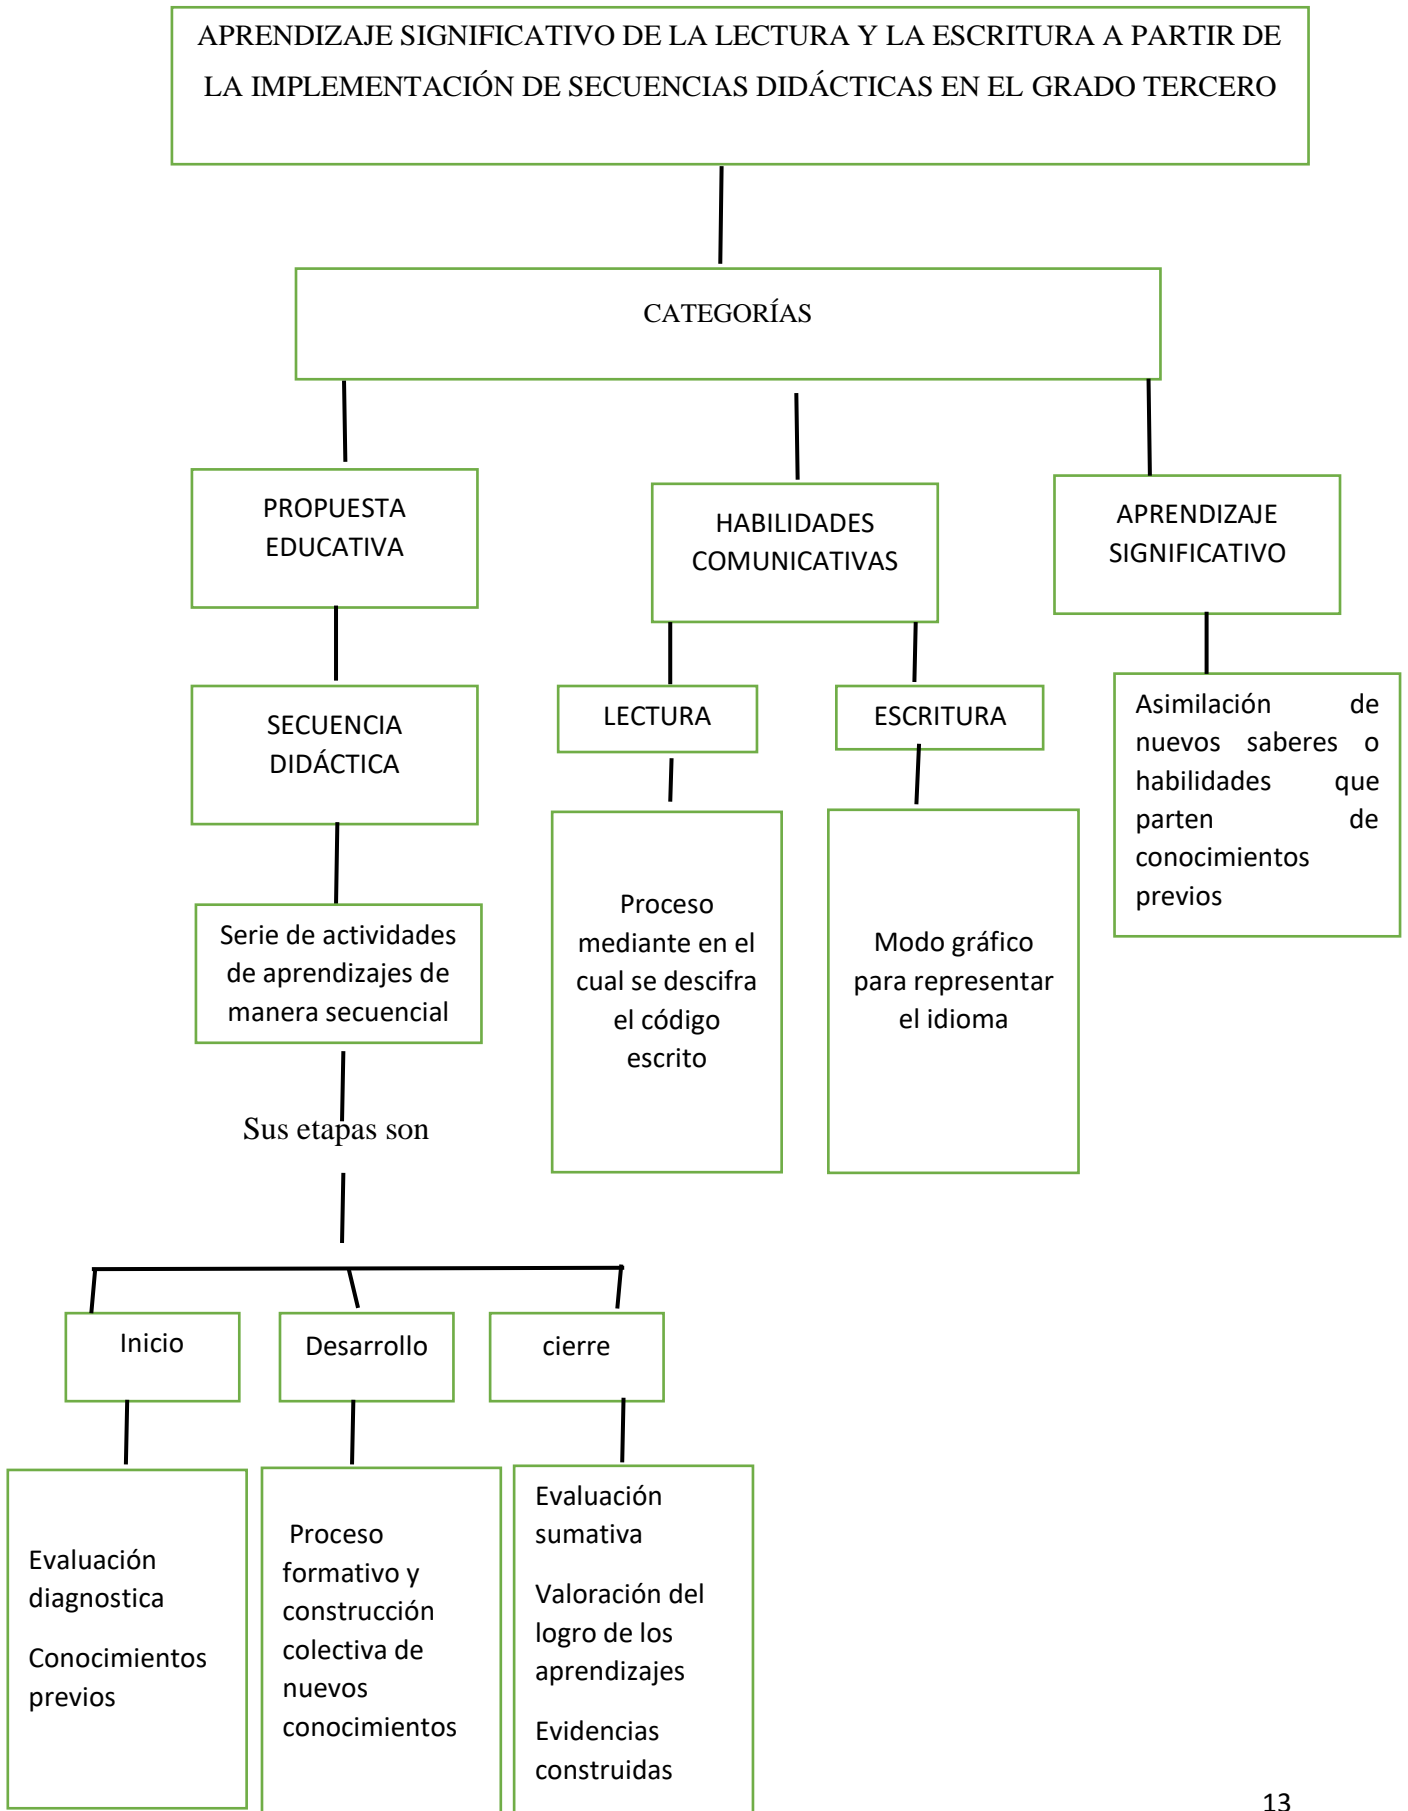 APRENDIZAJE SIGNIFICATIVO DE LA LECTURA Y LA ESCRITURA A PARTIR DE
LA IMPLEMENTACIÓN DE SECUENCIAS DIDÁCTICAS EN EL GRADO TERCERO
CATEGORÍAS
PROPUESTA
EDUCATIVA
HABILIDADES
COMUNICATIVAS
APRENDIZAJE
SIGNIFICATIVO
SECUENCIA
DIDÁCTICA
LECTURA
ESCRITURA
Asimilación de
nuevos saberes o
habilidades que
parten de
conocimientos
previos
Serie de actividades
de aprendizajes de
manera secuencial
Proceso
mediante en el
cual se descifra
el código
escrito
Modo gráfico
para representar
el idioma
Sus etapas son
Inicio
Desarrollo
cierre
Evaluación
diagnostica
Conocimientos
previos
Proceso
formativo y
construcción
colectiva de
nuevos
conocimientos
Evaluación
sumativa
Valoración del
logro de los
aprendizajes
Evidencias
construidas
13